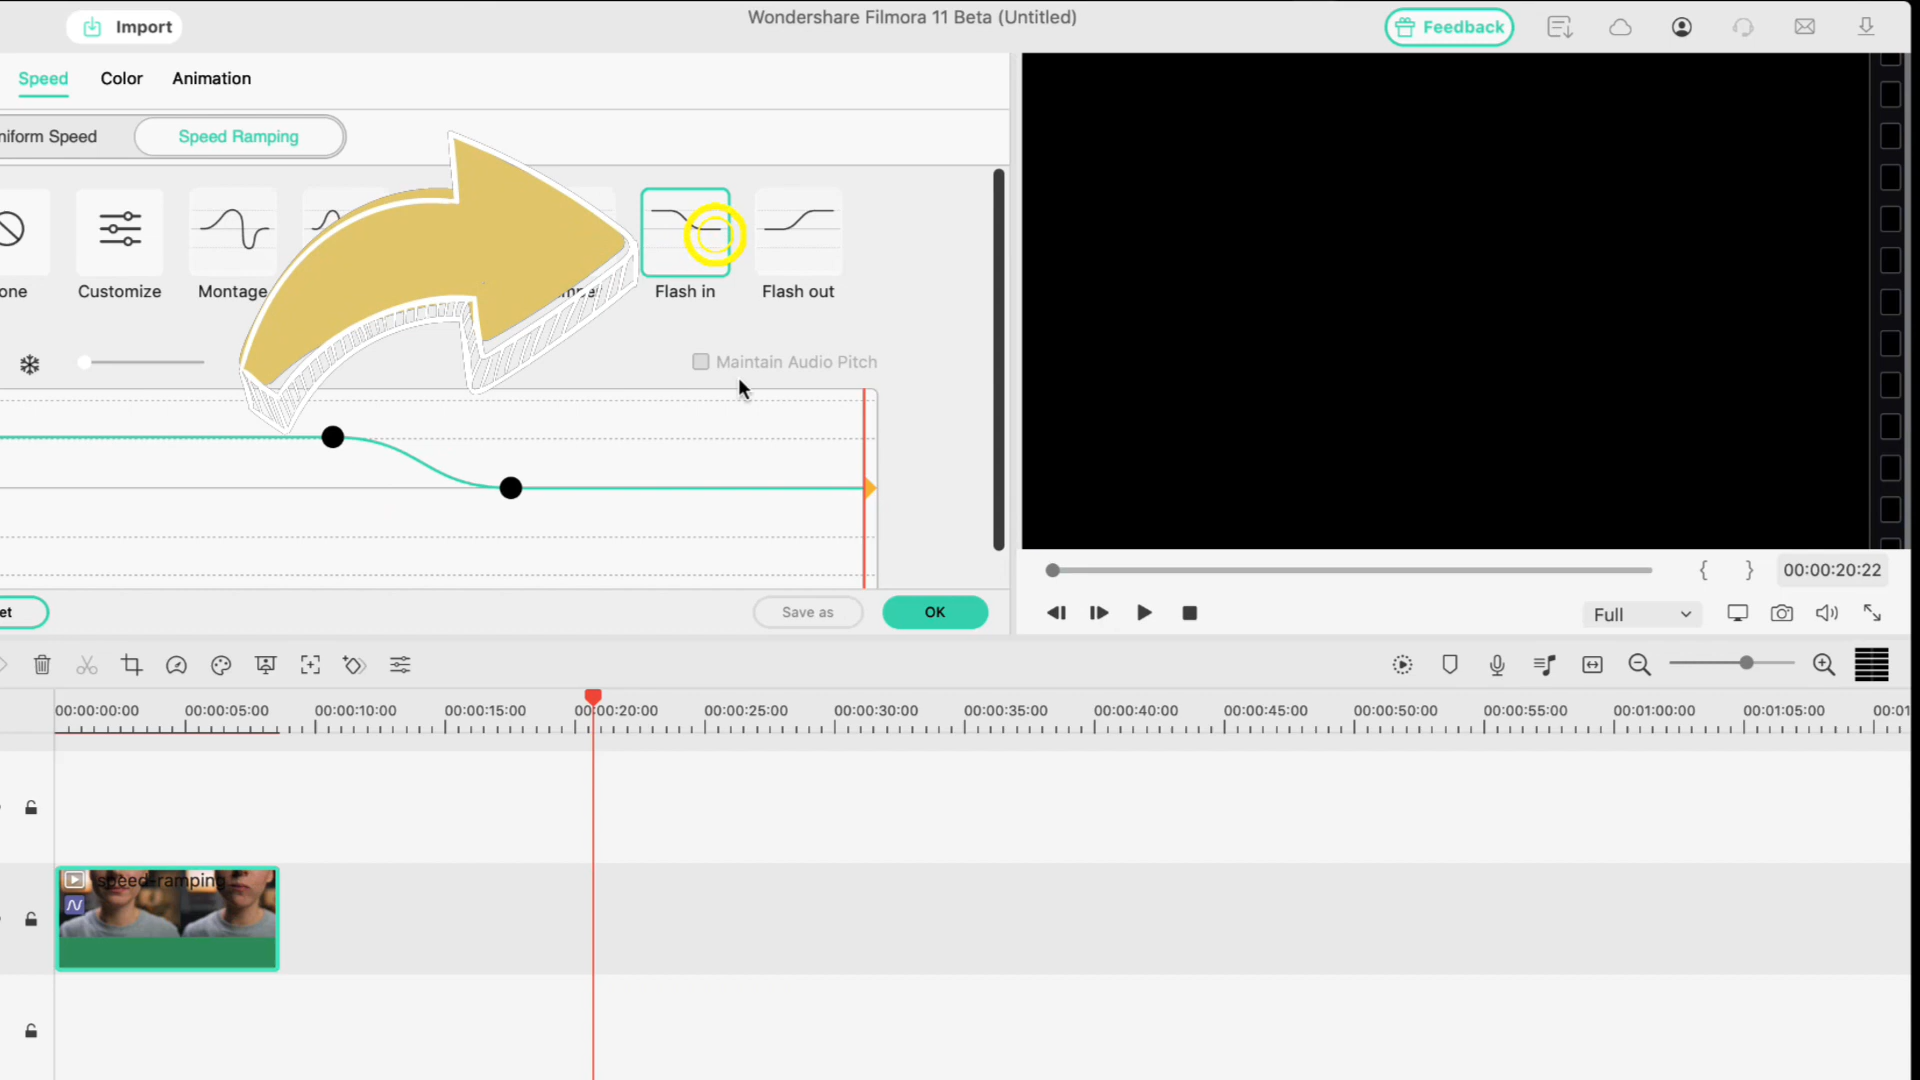 Wondershare Filmora 11 Beta (Untitled)
Import
Feedback
Speed Color Animation
niform Speed Speed Ramping
one Customize Montage Flash in Flash out
Maintain Audio Pitch
et Save as OK
00:00:20:22
Full
00:00:00:00 00:00:05:00 00:00:10:00 00:00:15:00 00:00:20:00 00:00:25:00 00:00:30:00 00:00:35:00 00:00:40:00 00:00:45:00 00:00:50:00 00:00:55:00 00:01:00:00 00:01:05:00 00:01
speed-ramping